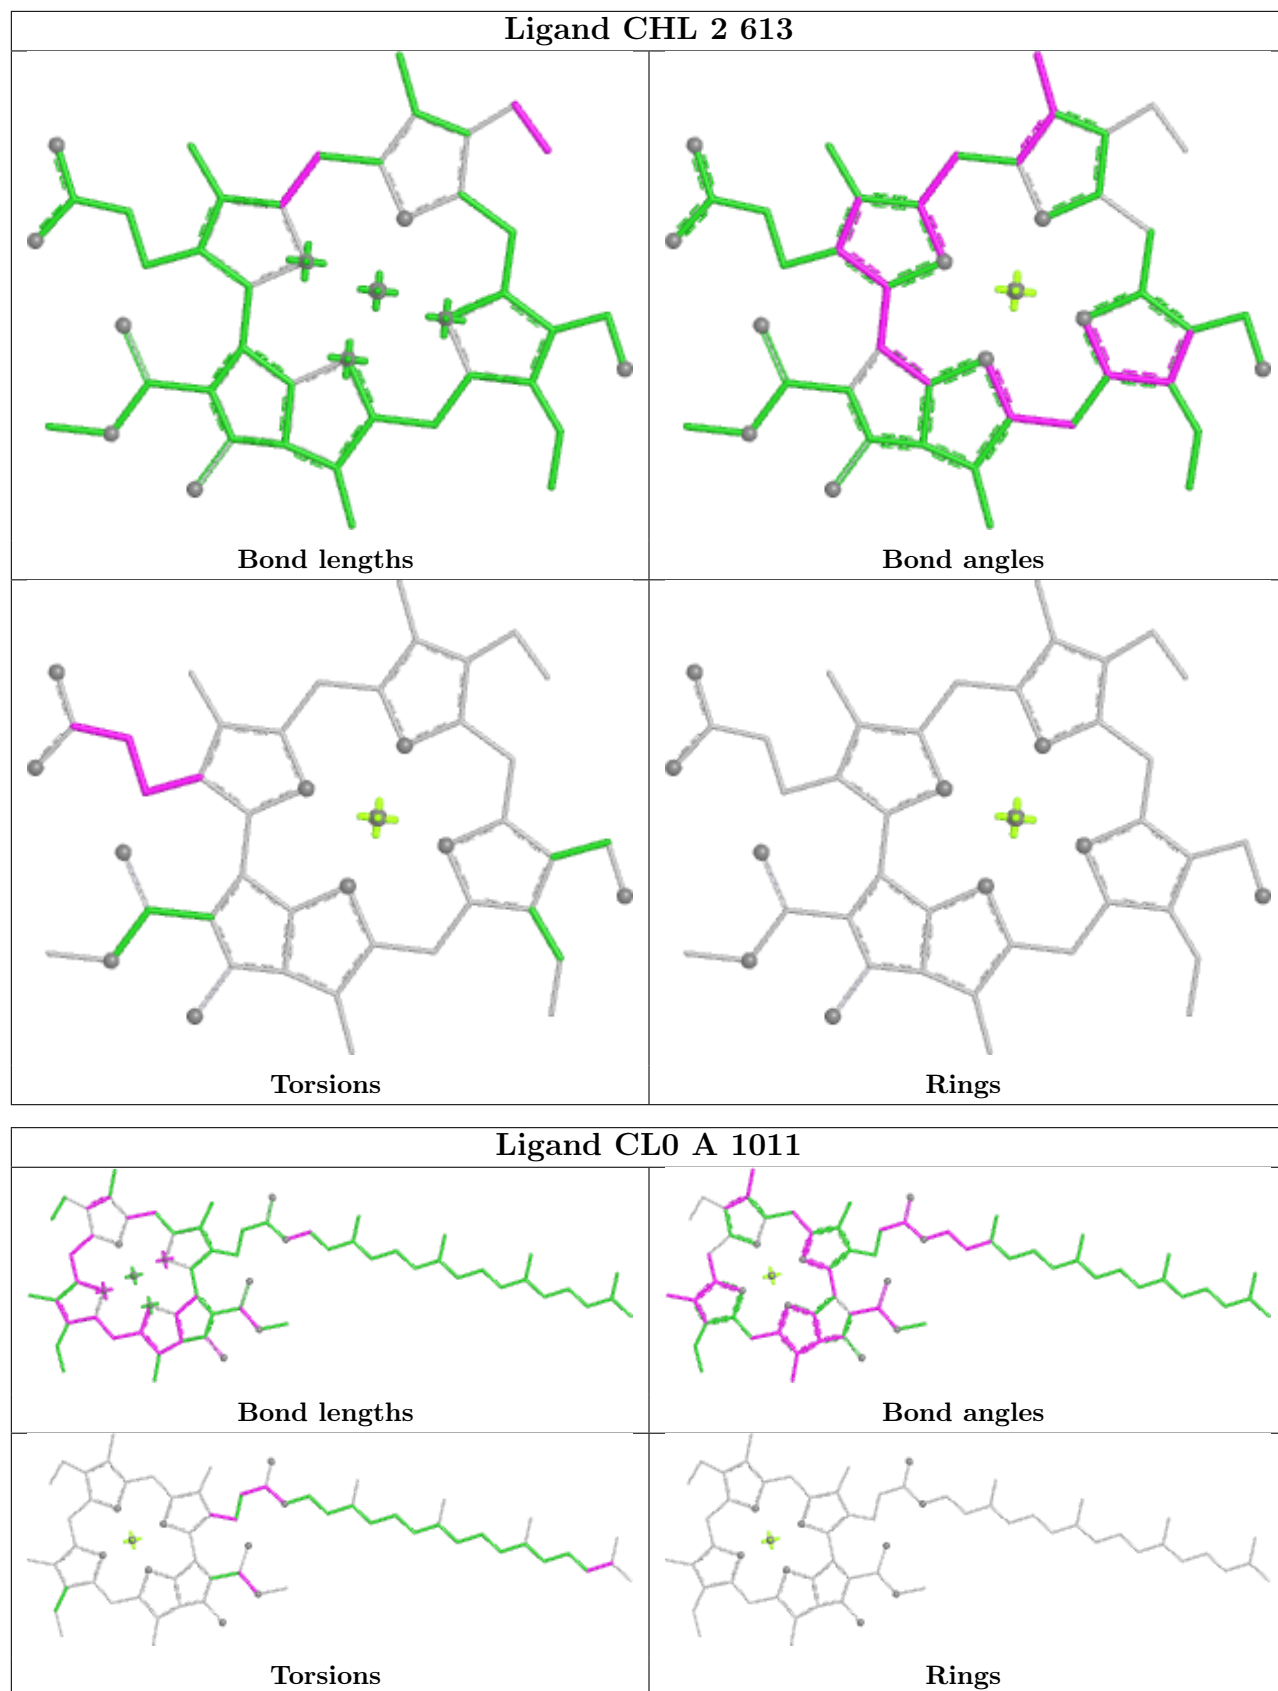 Ligand CHL 2 613
Bond lengths
Bond angles
Torsions
Rings
Ligand CL0 A 1011
Bond lengths
Bond angles
Torsions
Rings